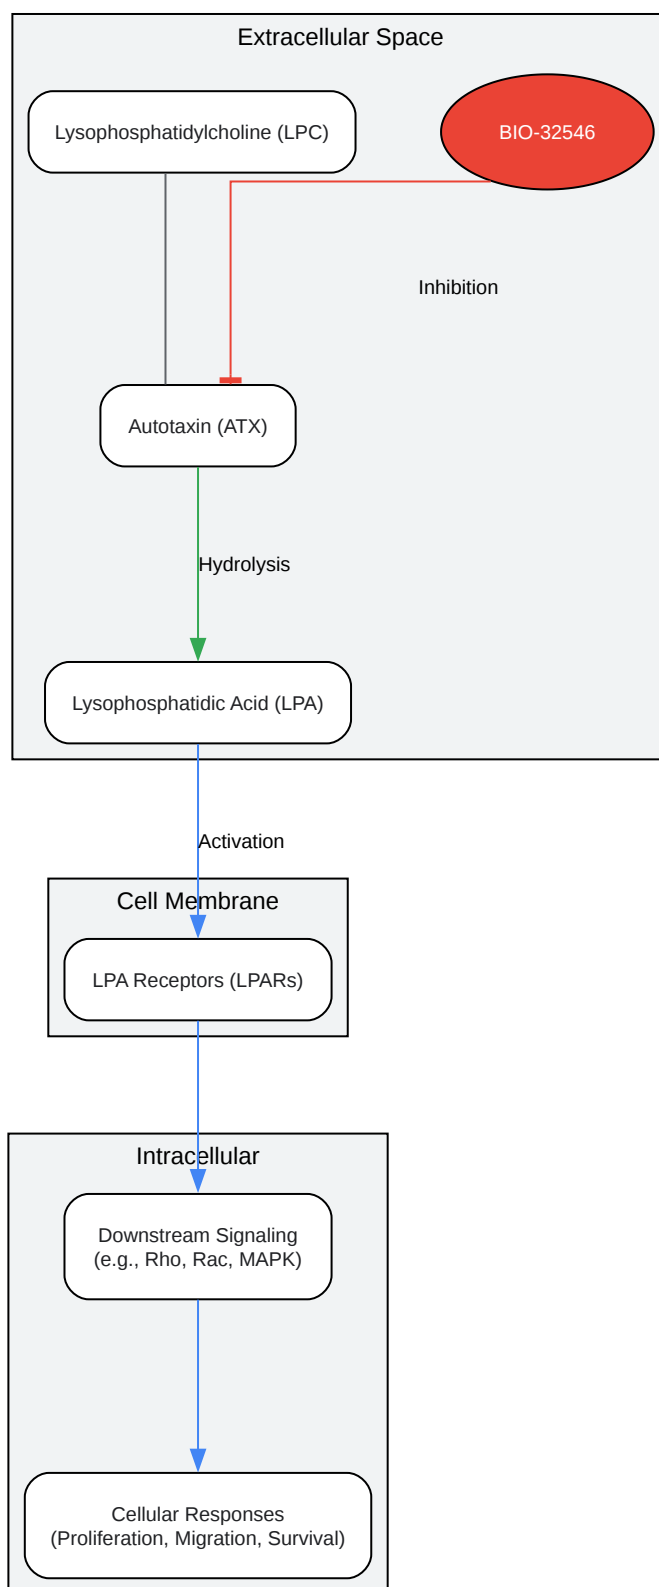 Extracellular Space
Lysophosphatidylcholine (LPC)
BIO-32546
Inhibition
Autotaxin (ATX)
Hydrolysis
Lysophosphatidic Acid (LPA)
Activation
Cell Membrane
LPA Receptors (LPARs)
Intracellular
Downstream Signaling
(e.g., Rho, Rac, MAPK)
Cellular Responses
(Proliferation, Migration, Survival)